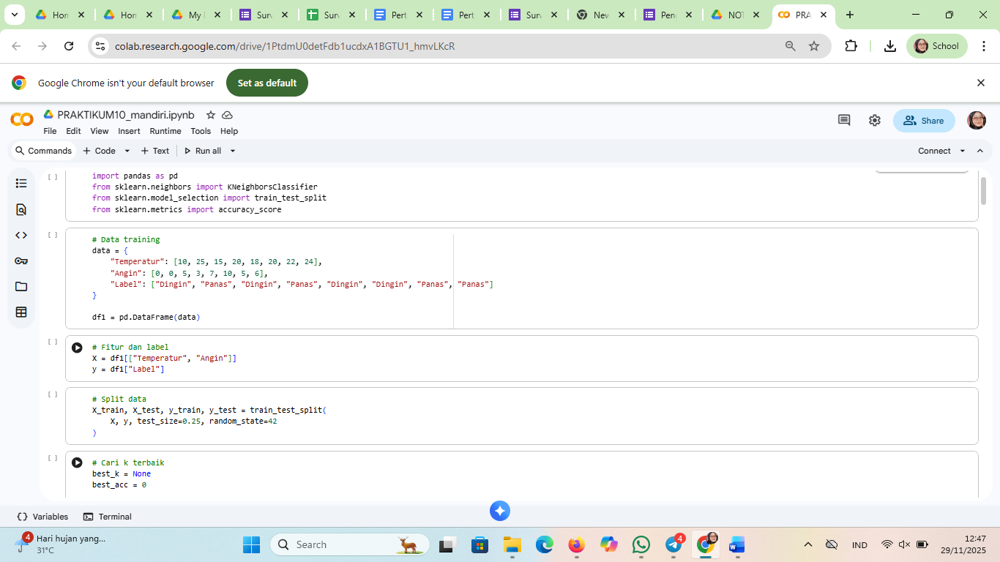 Hor
Hor
My
Surv
Surv
Pert
Pert
Surv
New
Pen
NOT
PRA
colab.research.google.com/drive/1PtdmU0detFdb1ucdxA1BGTU1_hmvLKcR
School
Google Chrome isn't your default browser
Set as default
PRAKTIKUM10_mandiri.ipynb
File Edit View Insert Runtime Tools Help
Share
Commands + Code + Text Run all
Connect
[ ]
import pandas as pd
from sklearn.neighbors import KNeighborsClassifier
from sklearn.model_selection import train_test_split
from sklearn.metrics import accuracy_score
[ ]
# Data training
data = {
"Temperatur": [10, 25, 15, 20, 18, 20, 22, 24],
"Angin": [0, 0, 5, 3, 7, 10, 5, 6],
"Label": ["Dingin", "Panas", "Dingin", "Panas", "Dingin", "Dingin", "Panas", "Panas"]
}
df1 = pd.DataFrame(data)
[ ]
# Fitur dan label
X = df1[["Temperatur", "Angin"]]
y = df1["Label"]
[ ]
# Split data
X_train, X_test, y_train, y_test = train_test_split(
X, y, test_size=0.25, random_state=42
)
[ ]
# Cari k terbaik
best_k = None
best_acc = 0
Variables
Terminal
4
Hari hujan yang...
31°C
Search
4
IND
12:47
29/11/2025